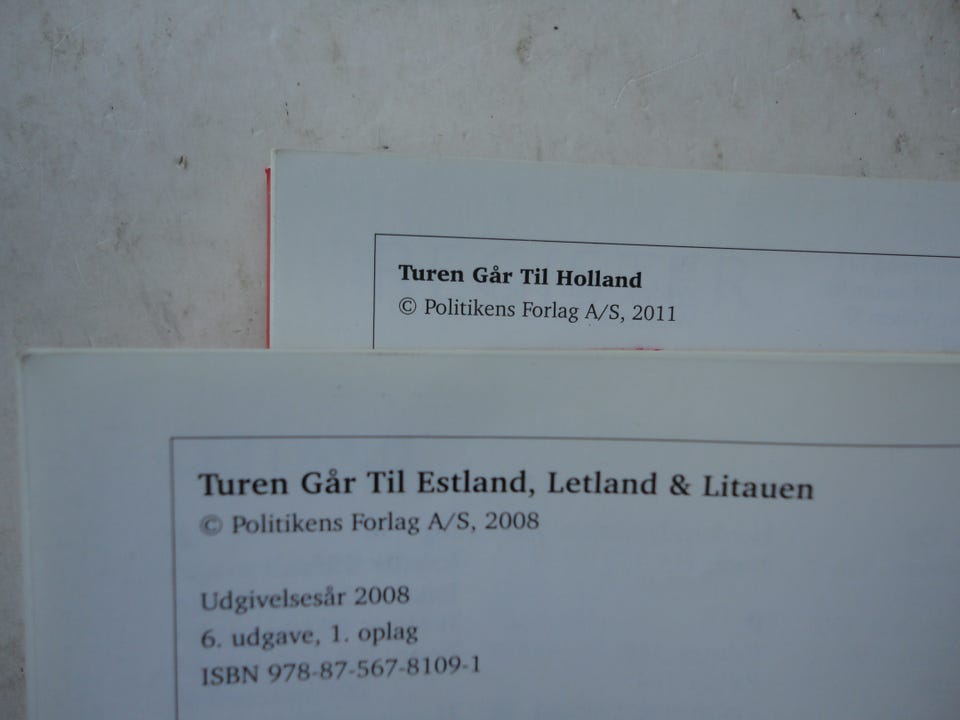 Turen Går Til Holland
© Politikens Forlag A/S, 2011
Turen Går Til Estland, Letland & Litauen
© Politikens Forlag A/S, 2008
Udgivelsesår 2008
6. udgave, 1. oplag
ISBN 978-87-567-8109-1